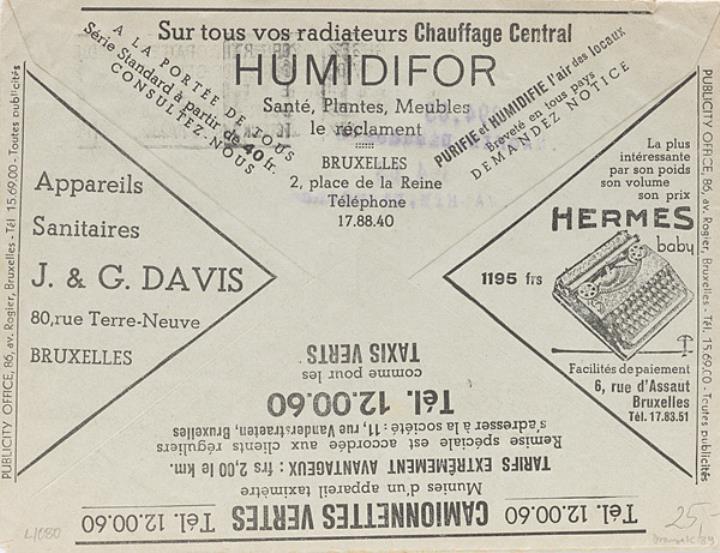 Sur tous vos radiateurs Chauffage Central
HUMIDIFOR
Santé, Plantes, Meubles
le réclament
BRUXELLES
2, place de la Reine
Téléphone
17.88.40
A LA PORTÉE DE TOUS
Série Standard à partir de 40 fr.
CONSULTEZ-NOUS
PURIFIE et HUMIDIFIE l'air des locaux
Breveté en tous pays
DEMANDEZ NOTICE
PUBLICITY OFFICE, 86, av. Rogier, Bruxelles - Tél 15.69.00 - Toutes publicités
Appareils
Sanitaires
J. & G. DAVIS
80,rue Terre-Neuve
BRUXELLES
La plus
intéressante
par son poids
son volume
son prix
HERMES
baby
1195 frs
Facilités de paiement
6, rue d'Assaut
Bruxelles
Tél. 17.83.51
PUBLICITY OFFICE, 86, av. Rogier, Bruxelles - Tél. 15.69.00 - Toutes publicités
Tél. 12.00.60 CAMIONNETTES VERTES Tél. 12.00.60
Munies d'un appareil taximètre
TARIFS EXTRÊMEMENT AVANTAGEUX : frs 2,00 le km.
Remise spéciale est accordée aux clients réguliers
s'adresser à la société : 11, rue Vanderstraeten, Bruxelles
Tél. 12.00.60
comme pour les
TAXIS VERTS
L1080
25,-